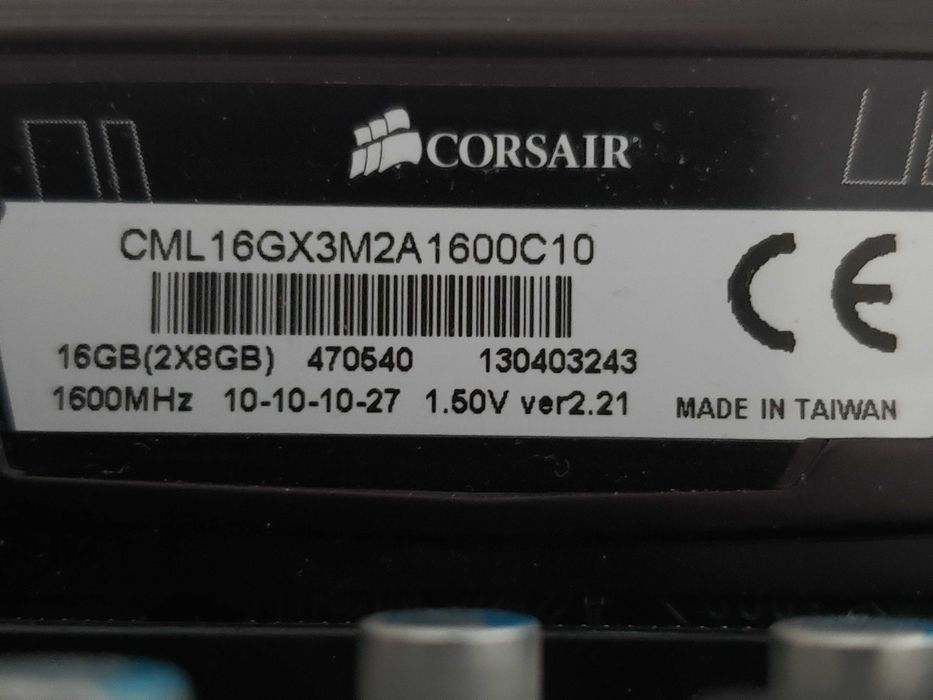 CORSAIR
CML16GX3M2A1600C10
16GB(2X8GB) 470540 130403243
1600MHz 10-10-10-27 1.50V ver2.21
CE
MADE IN TAIWAN